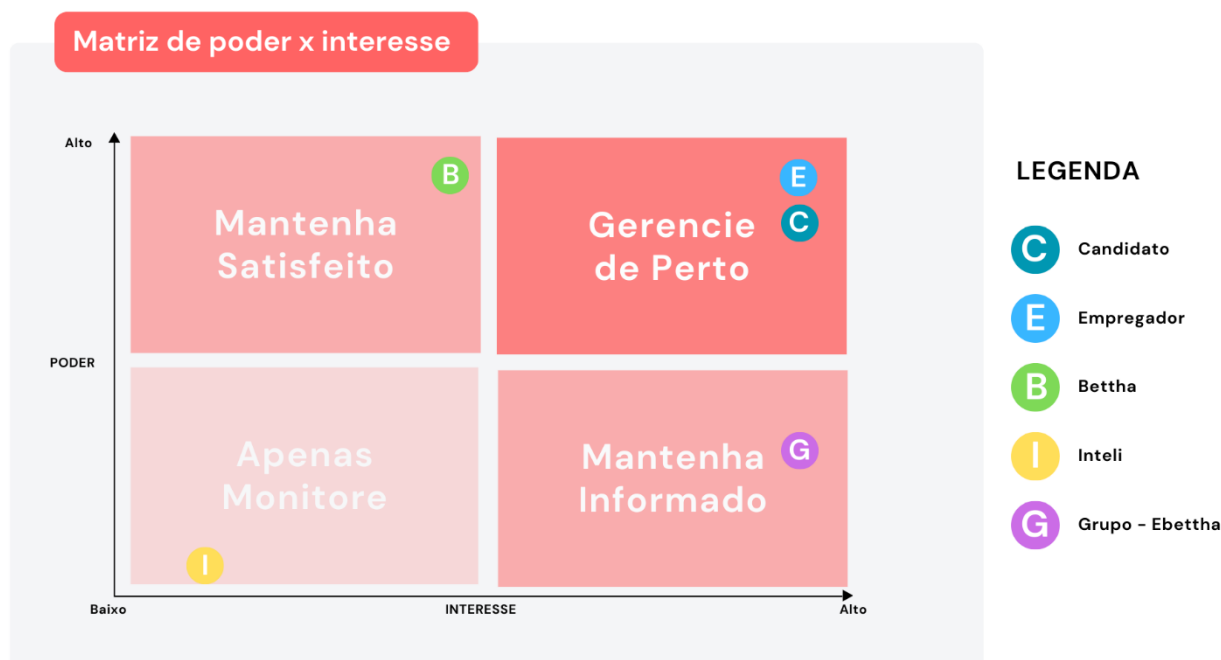 Matriz de poder x interesse
Alto
B
E
Mantenha
Satisfeito
Gerencie
de Perto
C
PODER
Apenas
Monitore
Mantenha
Informado
G
I
Baixo
INTERESSE
Alto
LEGENDA
C Candidato
E Empregador
B Bettha
I Inteli
G Grupo - Ebettha